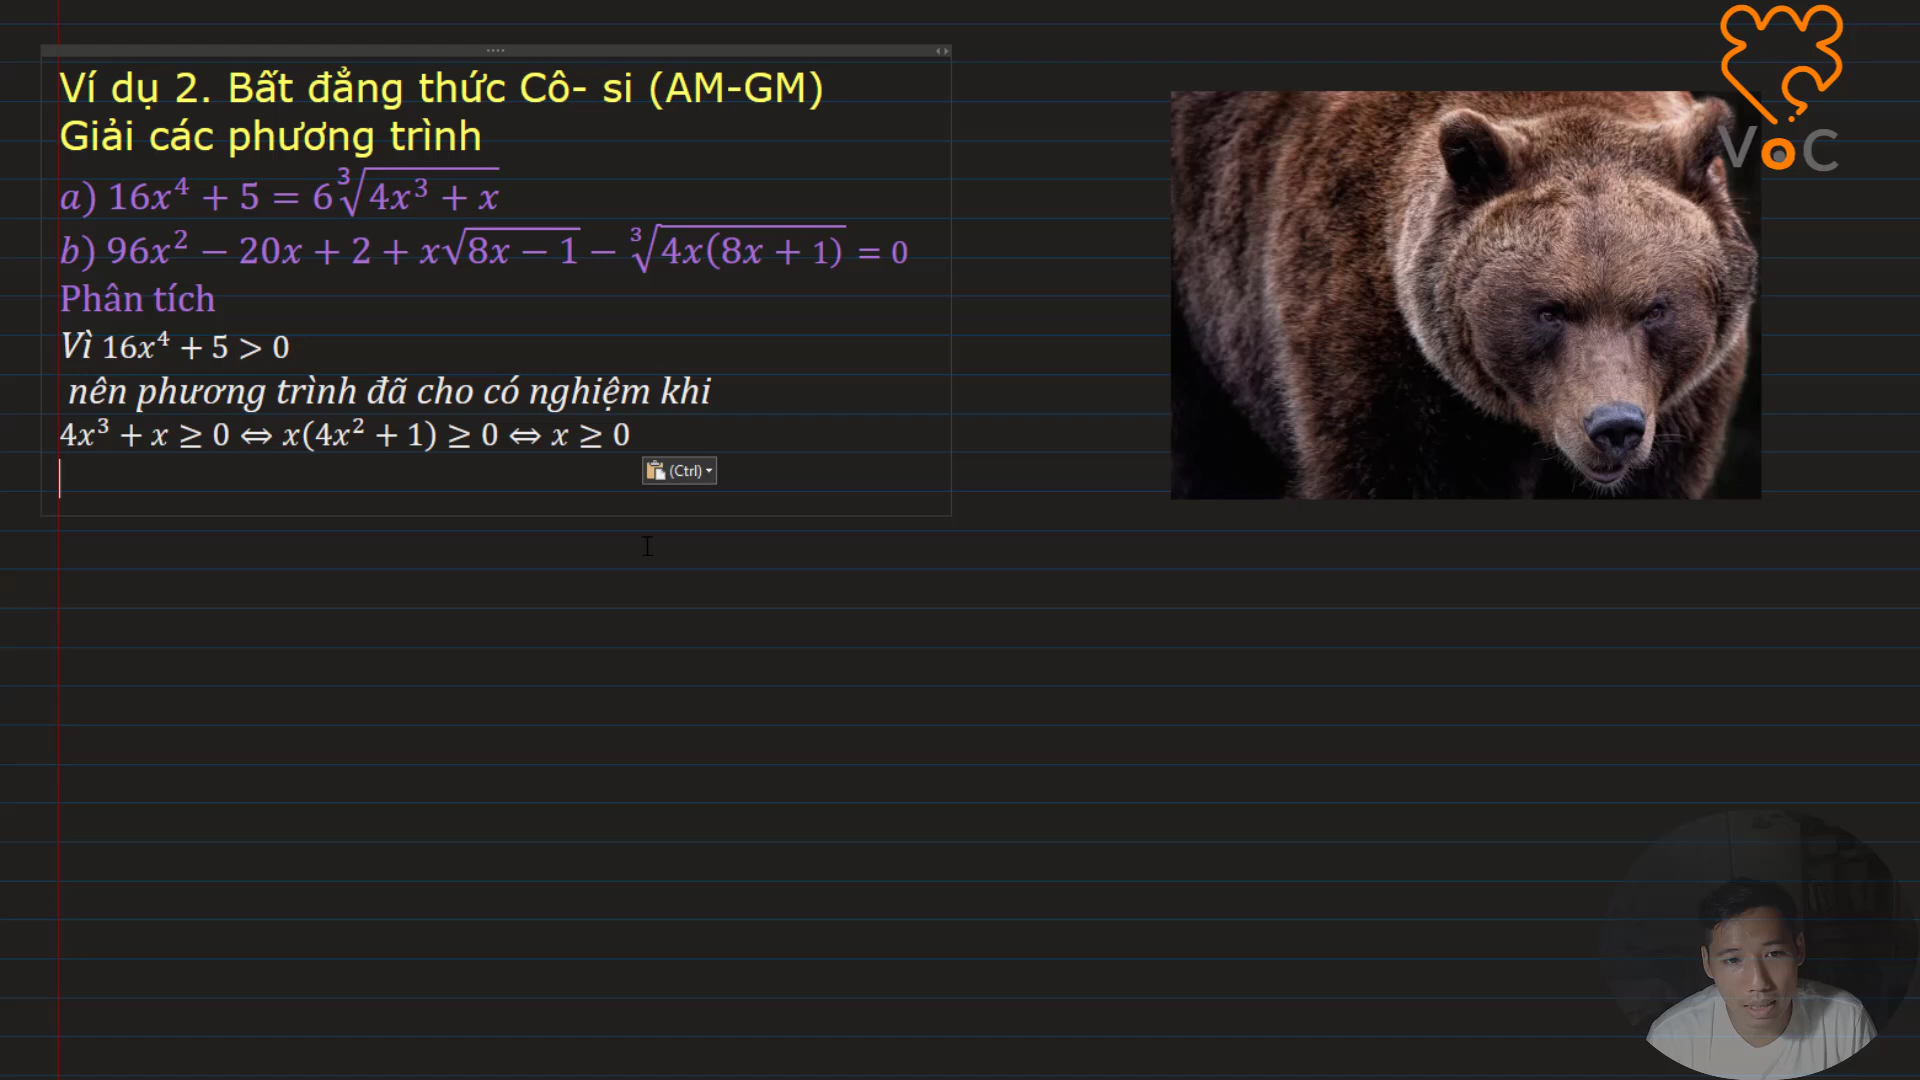 Ví dụ 2. Bất đẳng thức Cô- si (AM-GM)
Giải các phương trình
a) 16x⁴ + 5 = 6∛(4x³ + x)
b) 96x² − 20x + 2 + x√(8x − 1) − ∛(4x(8x + 1)) = 0
Phân tích
Vì 16x⁴ + 5 > 0
nên phương trình đã cho có nghiệm khi
4x³ + x ≥ 0 ⇔ x(4x² + 1) ≥ 0 ⇔ x ≥ 0
(Ctrl)
VoC